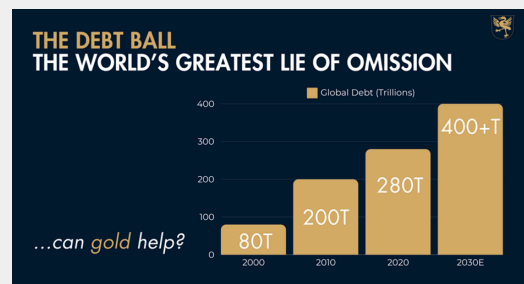 THE DEBT BALL
THE WORLD'S GREATEST LIE OF OMISSION
Global Debt (Trillions)
400
300
200
100
0
80T
200T
280T
400+T
2000
2010
2020
2030E
...can gold help?